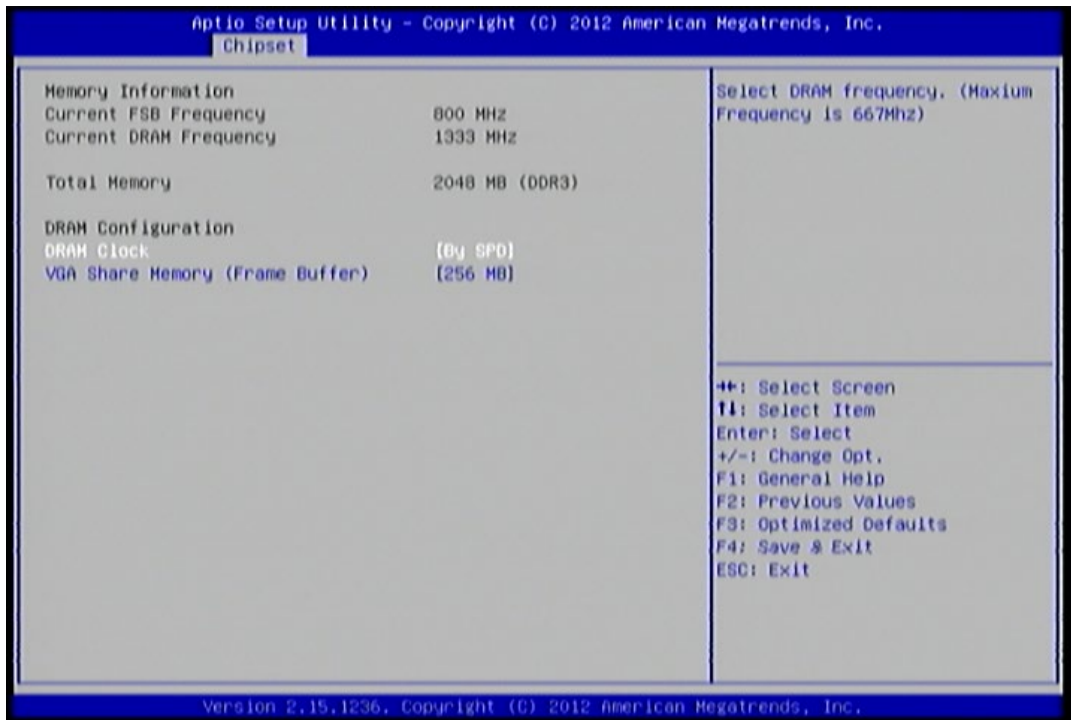 Aptio Setup Utility - Copyright (C) 2012 American Megatrends, Inc.
Chipset
Memory Information
Current FSB Frequency 800 MHz
Current DRAM Frequency 1333 MHz
Total Memory 2048 MB (DDR3)
DRAM Configuration
DRAM Clock [By SPD]
VGA Share Memory (Frame Buffer) [256 MB]
Select DRAM frequency. (Maxium
Frequency is 667Mhz)
→←: Select Screen
↑↓: Select Item
Enter: Select
+/-: Change Opt.
F1: General Help
F2: Previous Values
F3: Optimized Defaults
F4: Save & Exit
ESC: Exit
Version 2.15.1236. Copyright (C) 2012 American Megatrends, Inc.